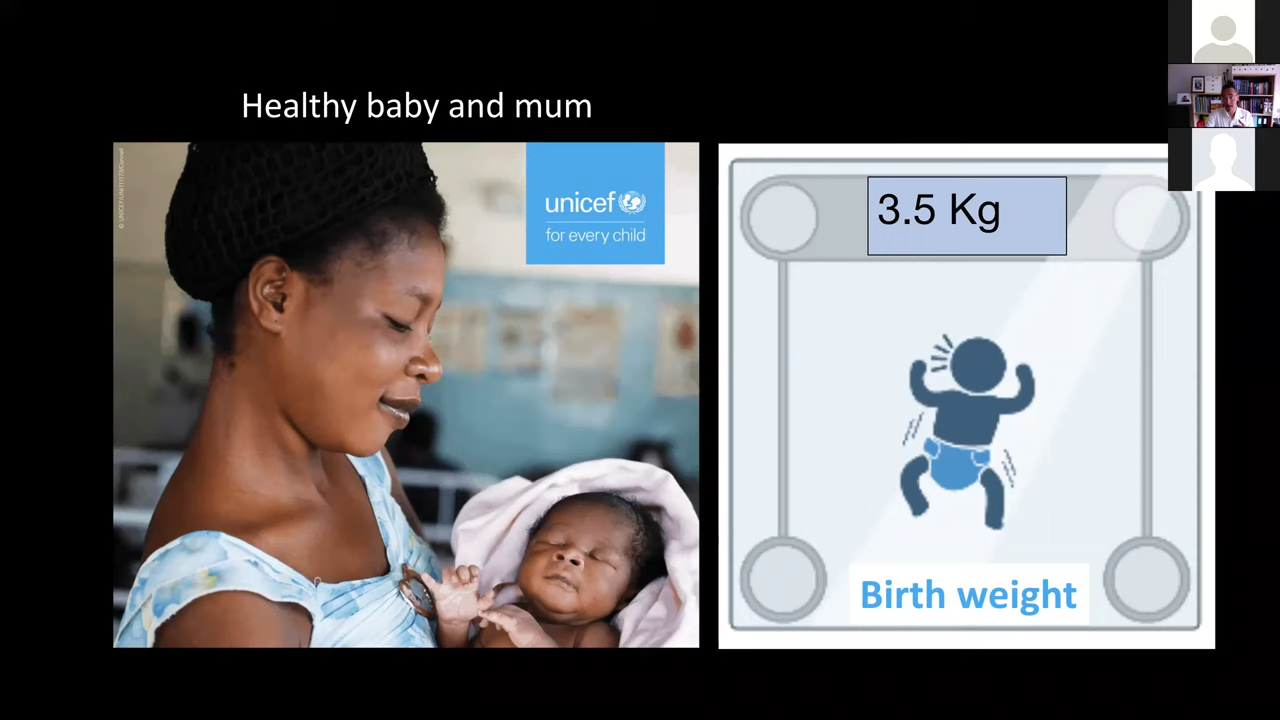 Healthy baby and mum
unicef
for every child
3.5 Kg
Birth weight